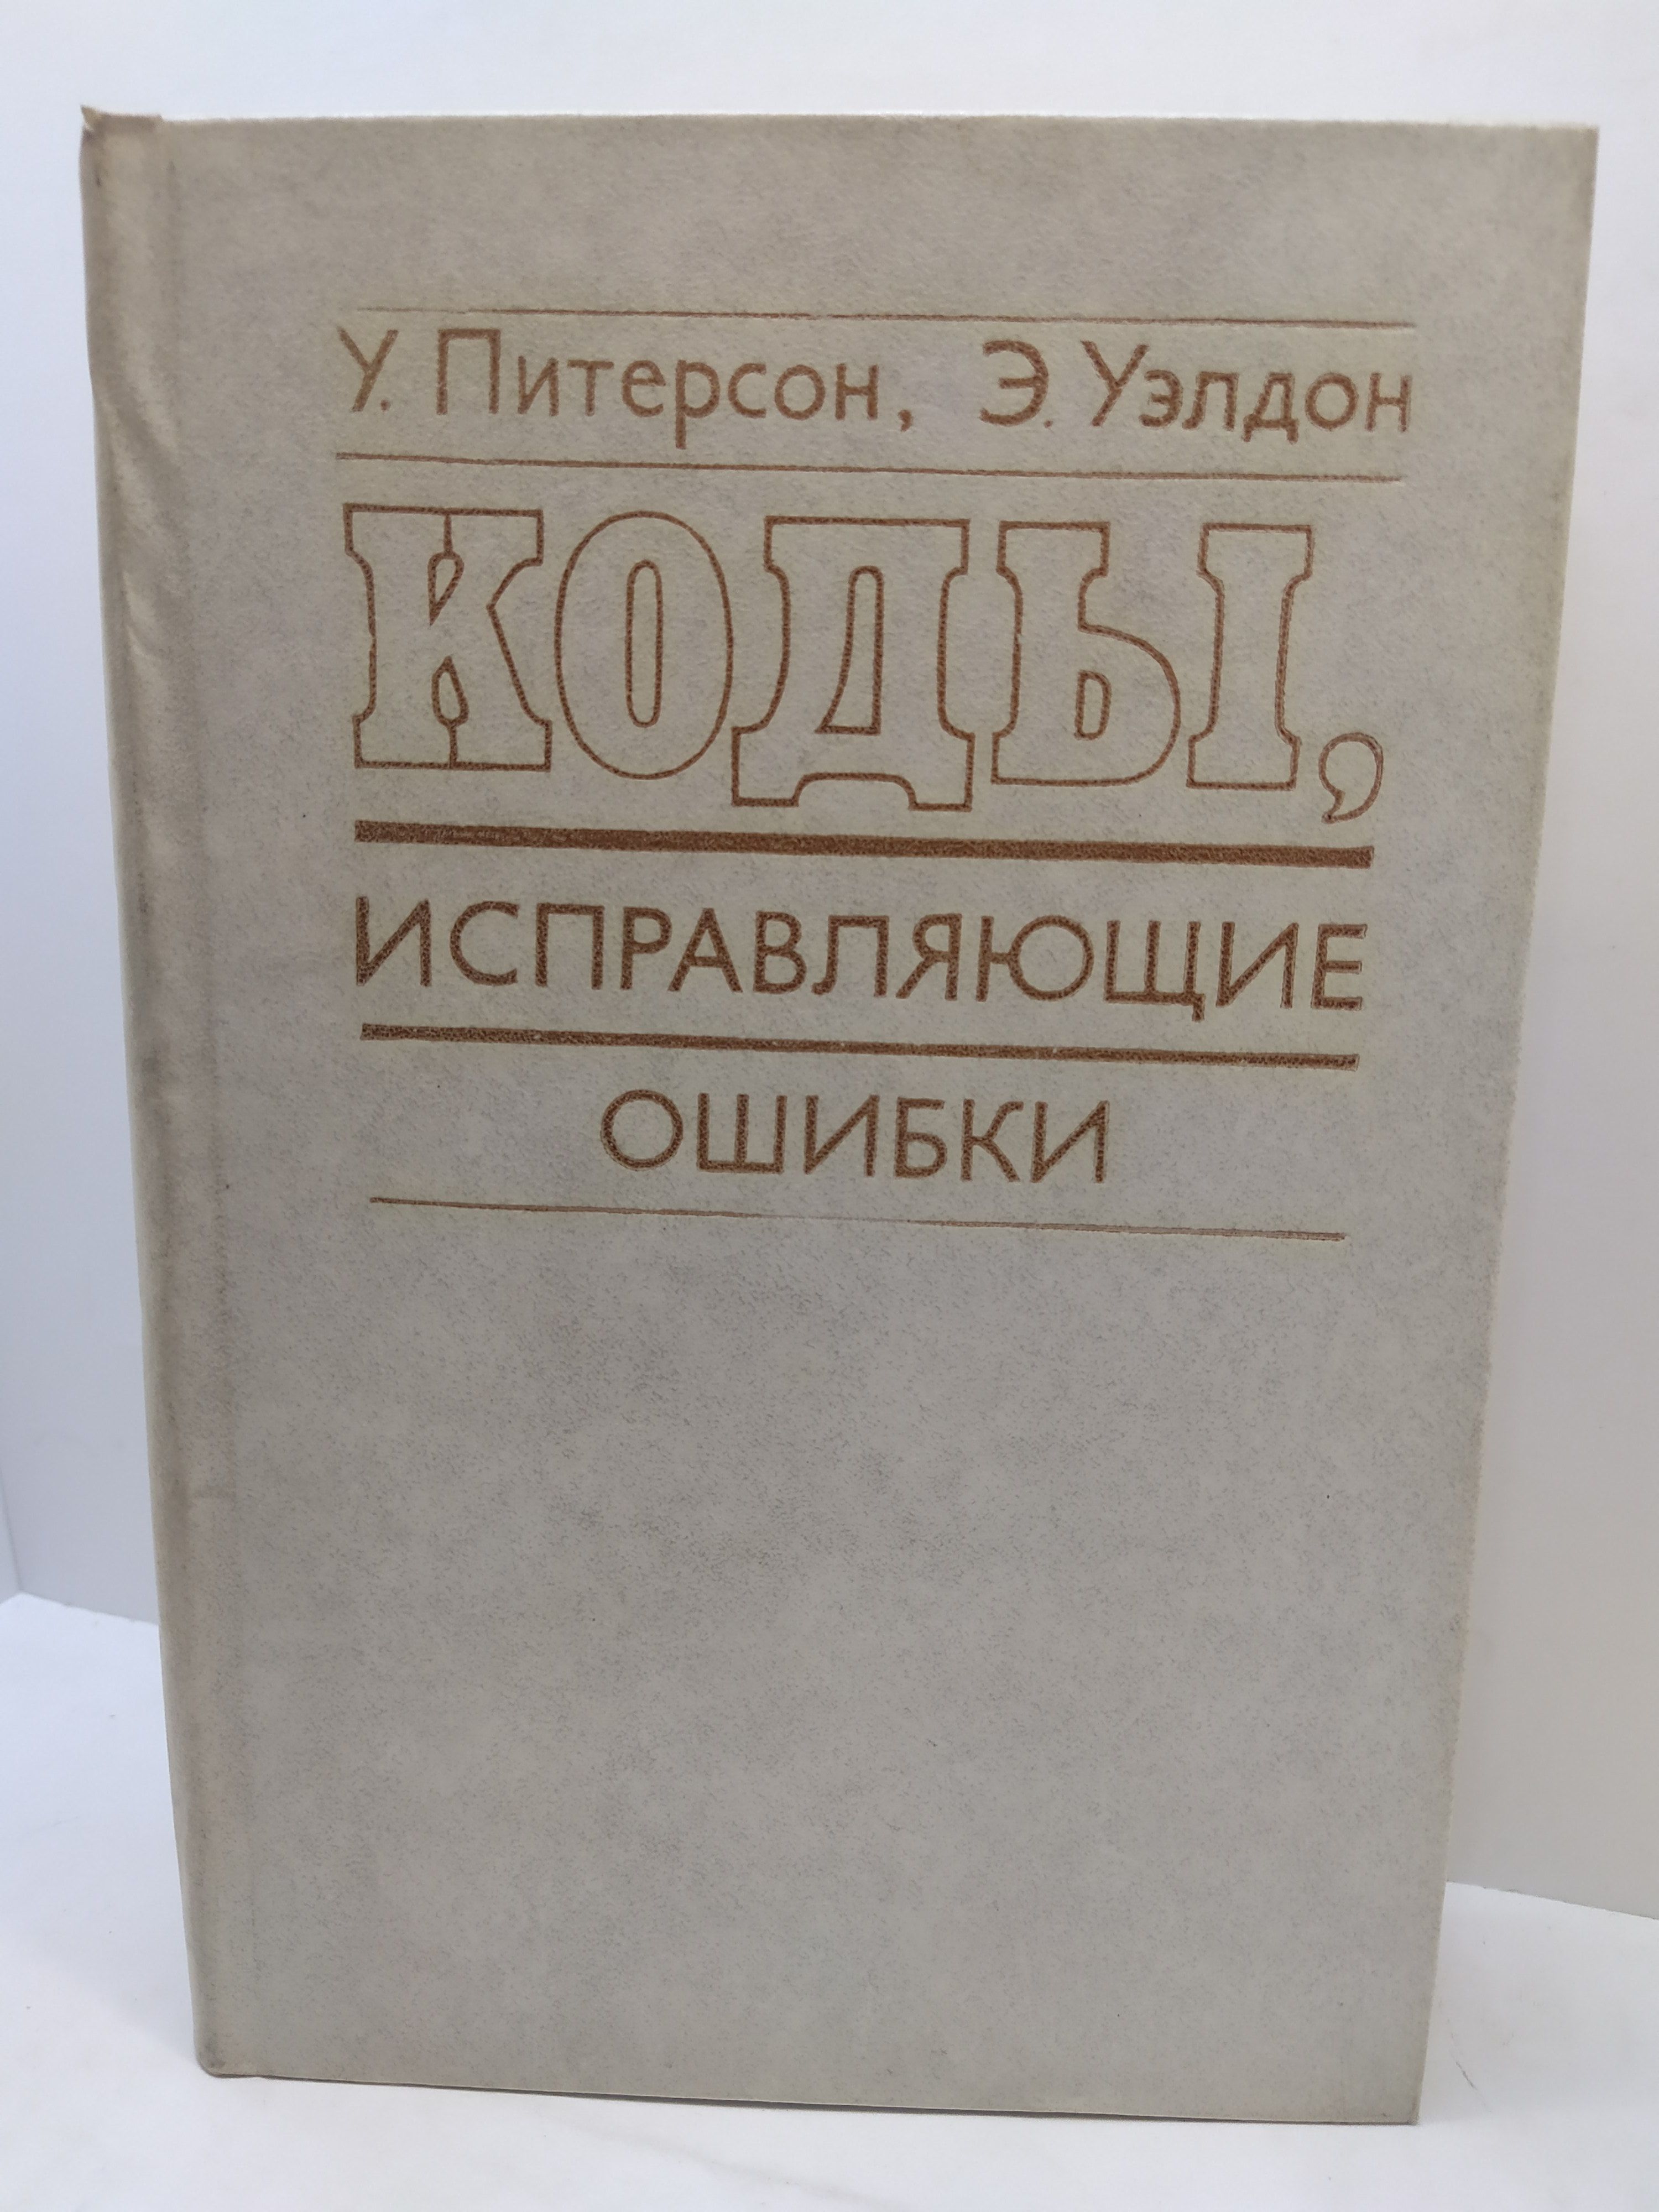 У. Питерсон, Э. Уэлдон
КОДЫ,
ИСПРАВЛЯЮЩИЕ
ОШИБКИ